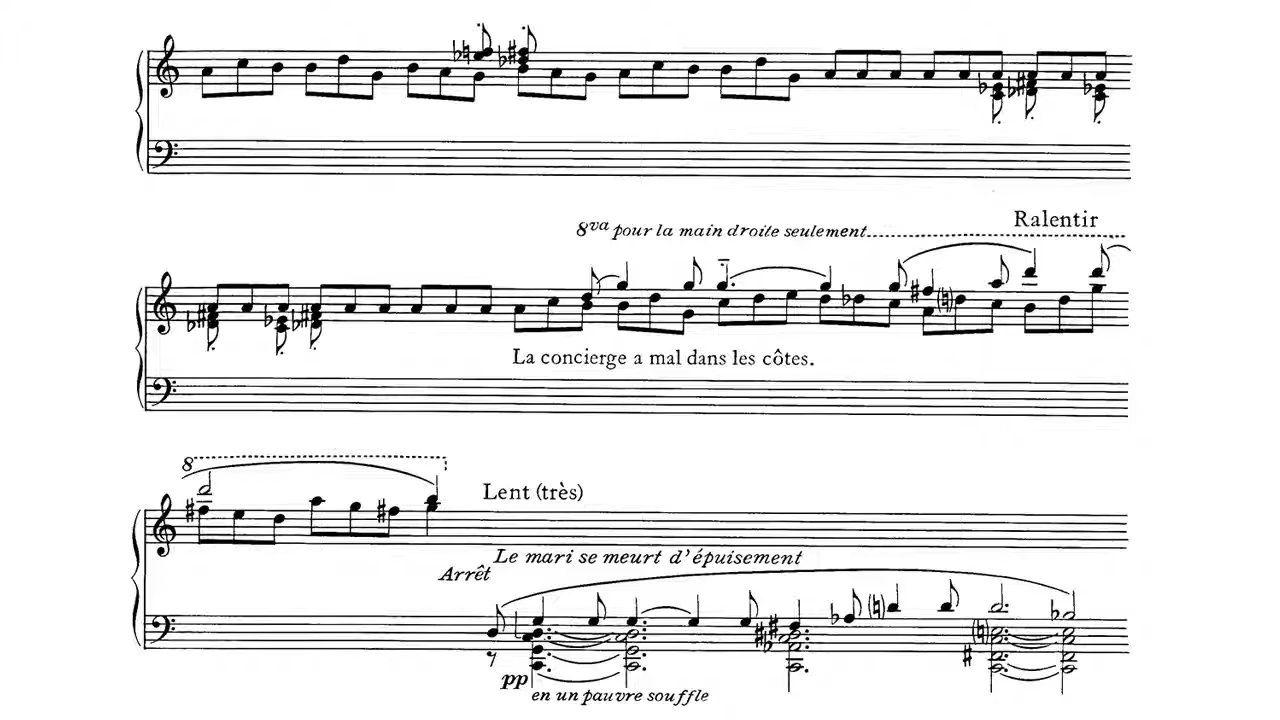 8va pour la main droite seulement
Ralentir
La concierge a mal dans les côtes.
8
Lent (très)
Le mari se meurt d'épuisement
Arrêt
pp
en un pauvre souffle